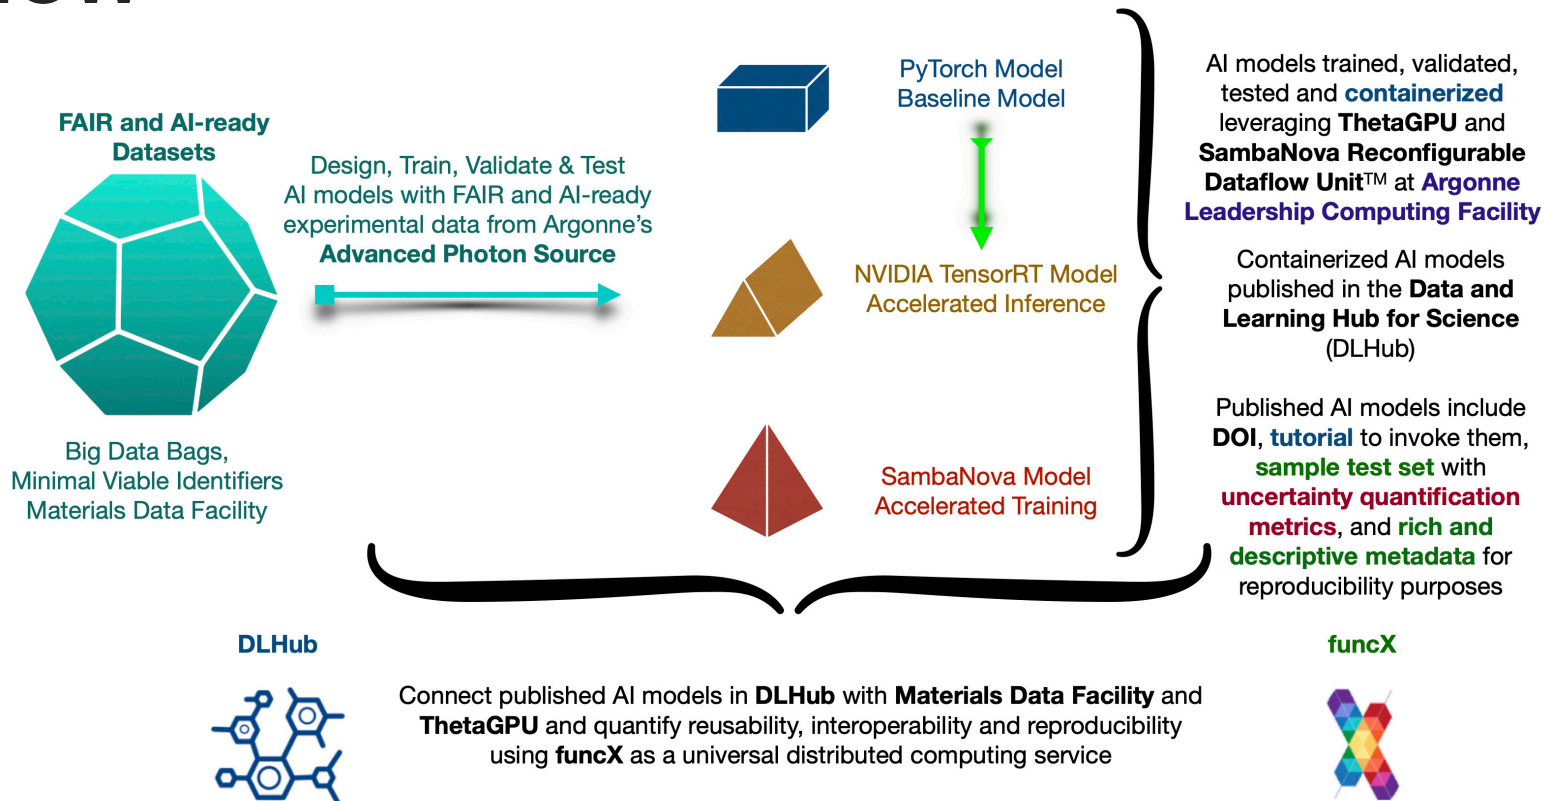 FAIR and AI-ready
Datasets
Big Data Bags,
Minimal Viable Identifiers
Materials Data Facility
Design, Train, Validate & Test
AI models with FAIR and AI-ready
experimental data from Argonne's
Advanced Photon Source
PyTorch Model
Baseline Model
NVIDIA TensorRT Model
Accelerated Inference
SambaNova Model
Accelerated Training
AI models trained, validated,
tested and containerized
leveraging ThetaGPU and
SambaNova Reconfigurable
Dataflow Unit™ at Argonne
Leadership Computing Facility
Containerized AI models
published in the Data and
Learning Hub for Science
(DLHub)
Published AI models include
DOI, tutorial to invoke them,
sample test set with
uncertainty quantification
metrics, and rich and
descriptive metadata for
reproducibility purposes
DLHub
Connect published AI models in DLHub with Materials Data Facility and
ThetaGPU and quantify reusability, interoperability and reproducibility
using funcX as a universal distributed computing service
funcX